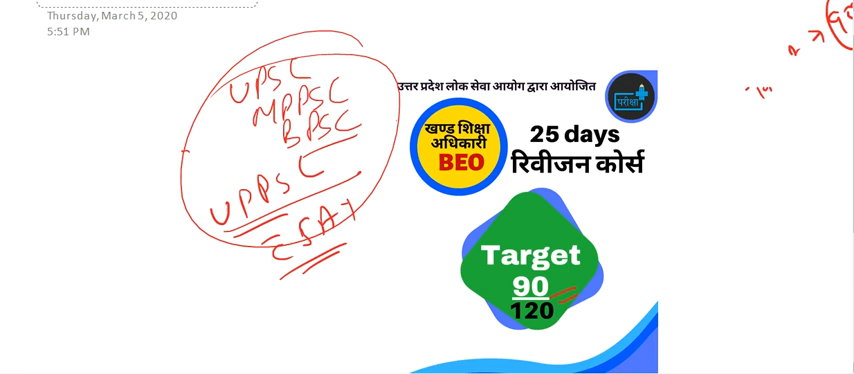 Thursday, March 5, 2020
5:51 PM
UPSC
MPPSC
BPSC
UPPSC
CSAT
उत्तर प्रदेश लोक सेवा आयोग द्वारा आयोजित
परीक्षा
खण्ड शिक्षा
अधिकारी
BEO
25 days
रिवीजन कोर्स
Target
90
120